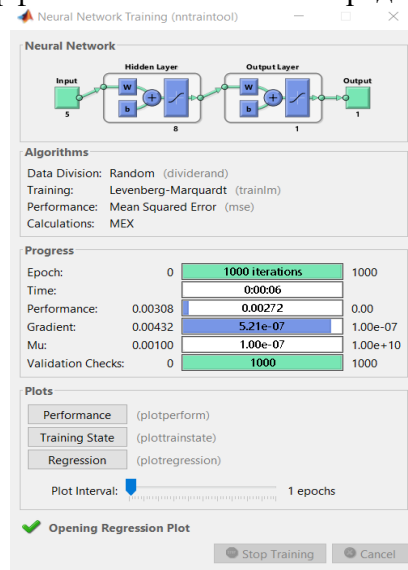 Neural Network Training (nntraintool)
Neural Network
Hidden Layer Output Layer
Input Output
W W
b b
5 1
8 1
Algorithms
Data Division: Random (dividerand)
Training: Levenberg-Marquardt (trainlm)
Performance: Mean Squared Error (mse)
Calculations: MEX
Progress
Epoch: 0 1000 iterations 1000
Time: 0:00:06
Performance: 0.00308 0.00272 0.00
Gradient: 0.00432 5.21e-07 1.00e-07
Mu: 0.00100 1.00e-07 1.00e+10
Validation Checks: 0 1000 1000
Plots
Performance (plotperform)
Training State (plottrainstate)
Regression (plotregression)
Plot Interval: 1 epochs
Opening Regression Plot
Stop Training Cancel